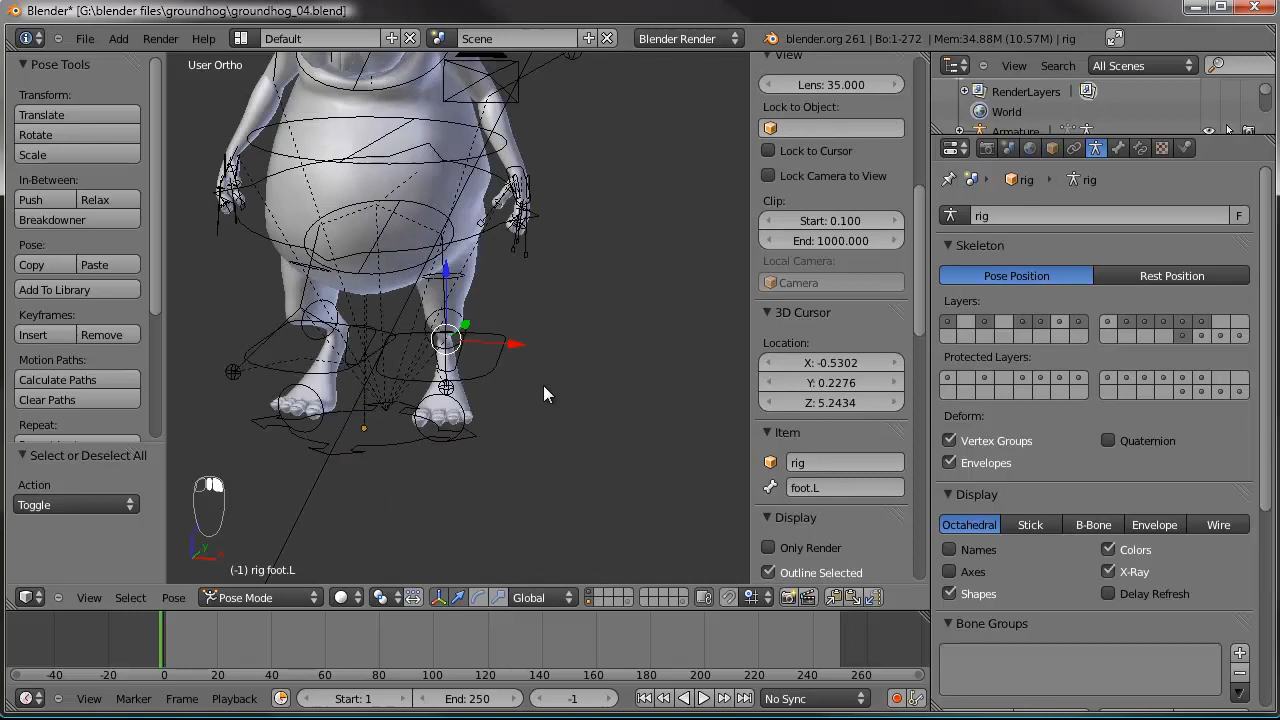 Blender* [G:\blender files\groundhog\groundhog_04.blend]
File Add Render Help Default Scene Blender Render blender.org 261 | Bo:1-272 | Mem:34.88M (10.57M) | rig
Pose Tools
Transform:
Translate
Rotate
Scale
In-Between:
Push Relax
Breakdowner
Pose:
Copy Paste
Add To Library
Keyframes:
Insert Remove
Motion Paths:
Calculate Paths
Clear Paths
Repeat:
Select or Deselect All
Action
Toggle
User Ortho
(-1) rig foot.L
View
Lens: 35.000
Lock to Object:
Lock to Cursor
Lock Camera to View
Clip:
Start: 0.100
End: 1000.000
Local Camera:
Camera
3D Cursor
Location:
X: -0.5302
Y: 0.2276
Z: 5.2434
Item
rig
foot.L
Display
Only Render
Outline Selected
View Search All Scenes
RenderLayers
World
Armature
rig rig
rig F
Skeleton
Pose Position Rest Position
Layers:
Protected Layers:
Deform:
Vertex Groups Quaternion
Envelopes
Display
Octahedral Stick B-Bone Envelope Wire
Names Colors
Axes X-Ray
Shapes Delay Refresh
Bone Groups
View Select Pose Pose Mode Global
-40 -20 0 20 40 60 80 100 120 140 160 180 200 220 240 260
View Marker Frame Playback Start: 1 End: 250 -1 No Sync